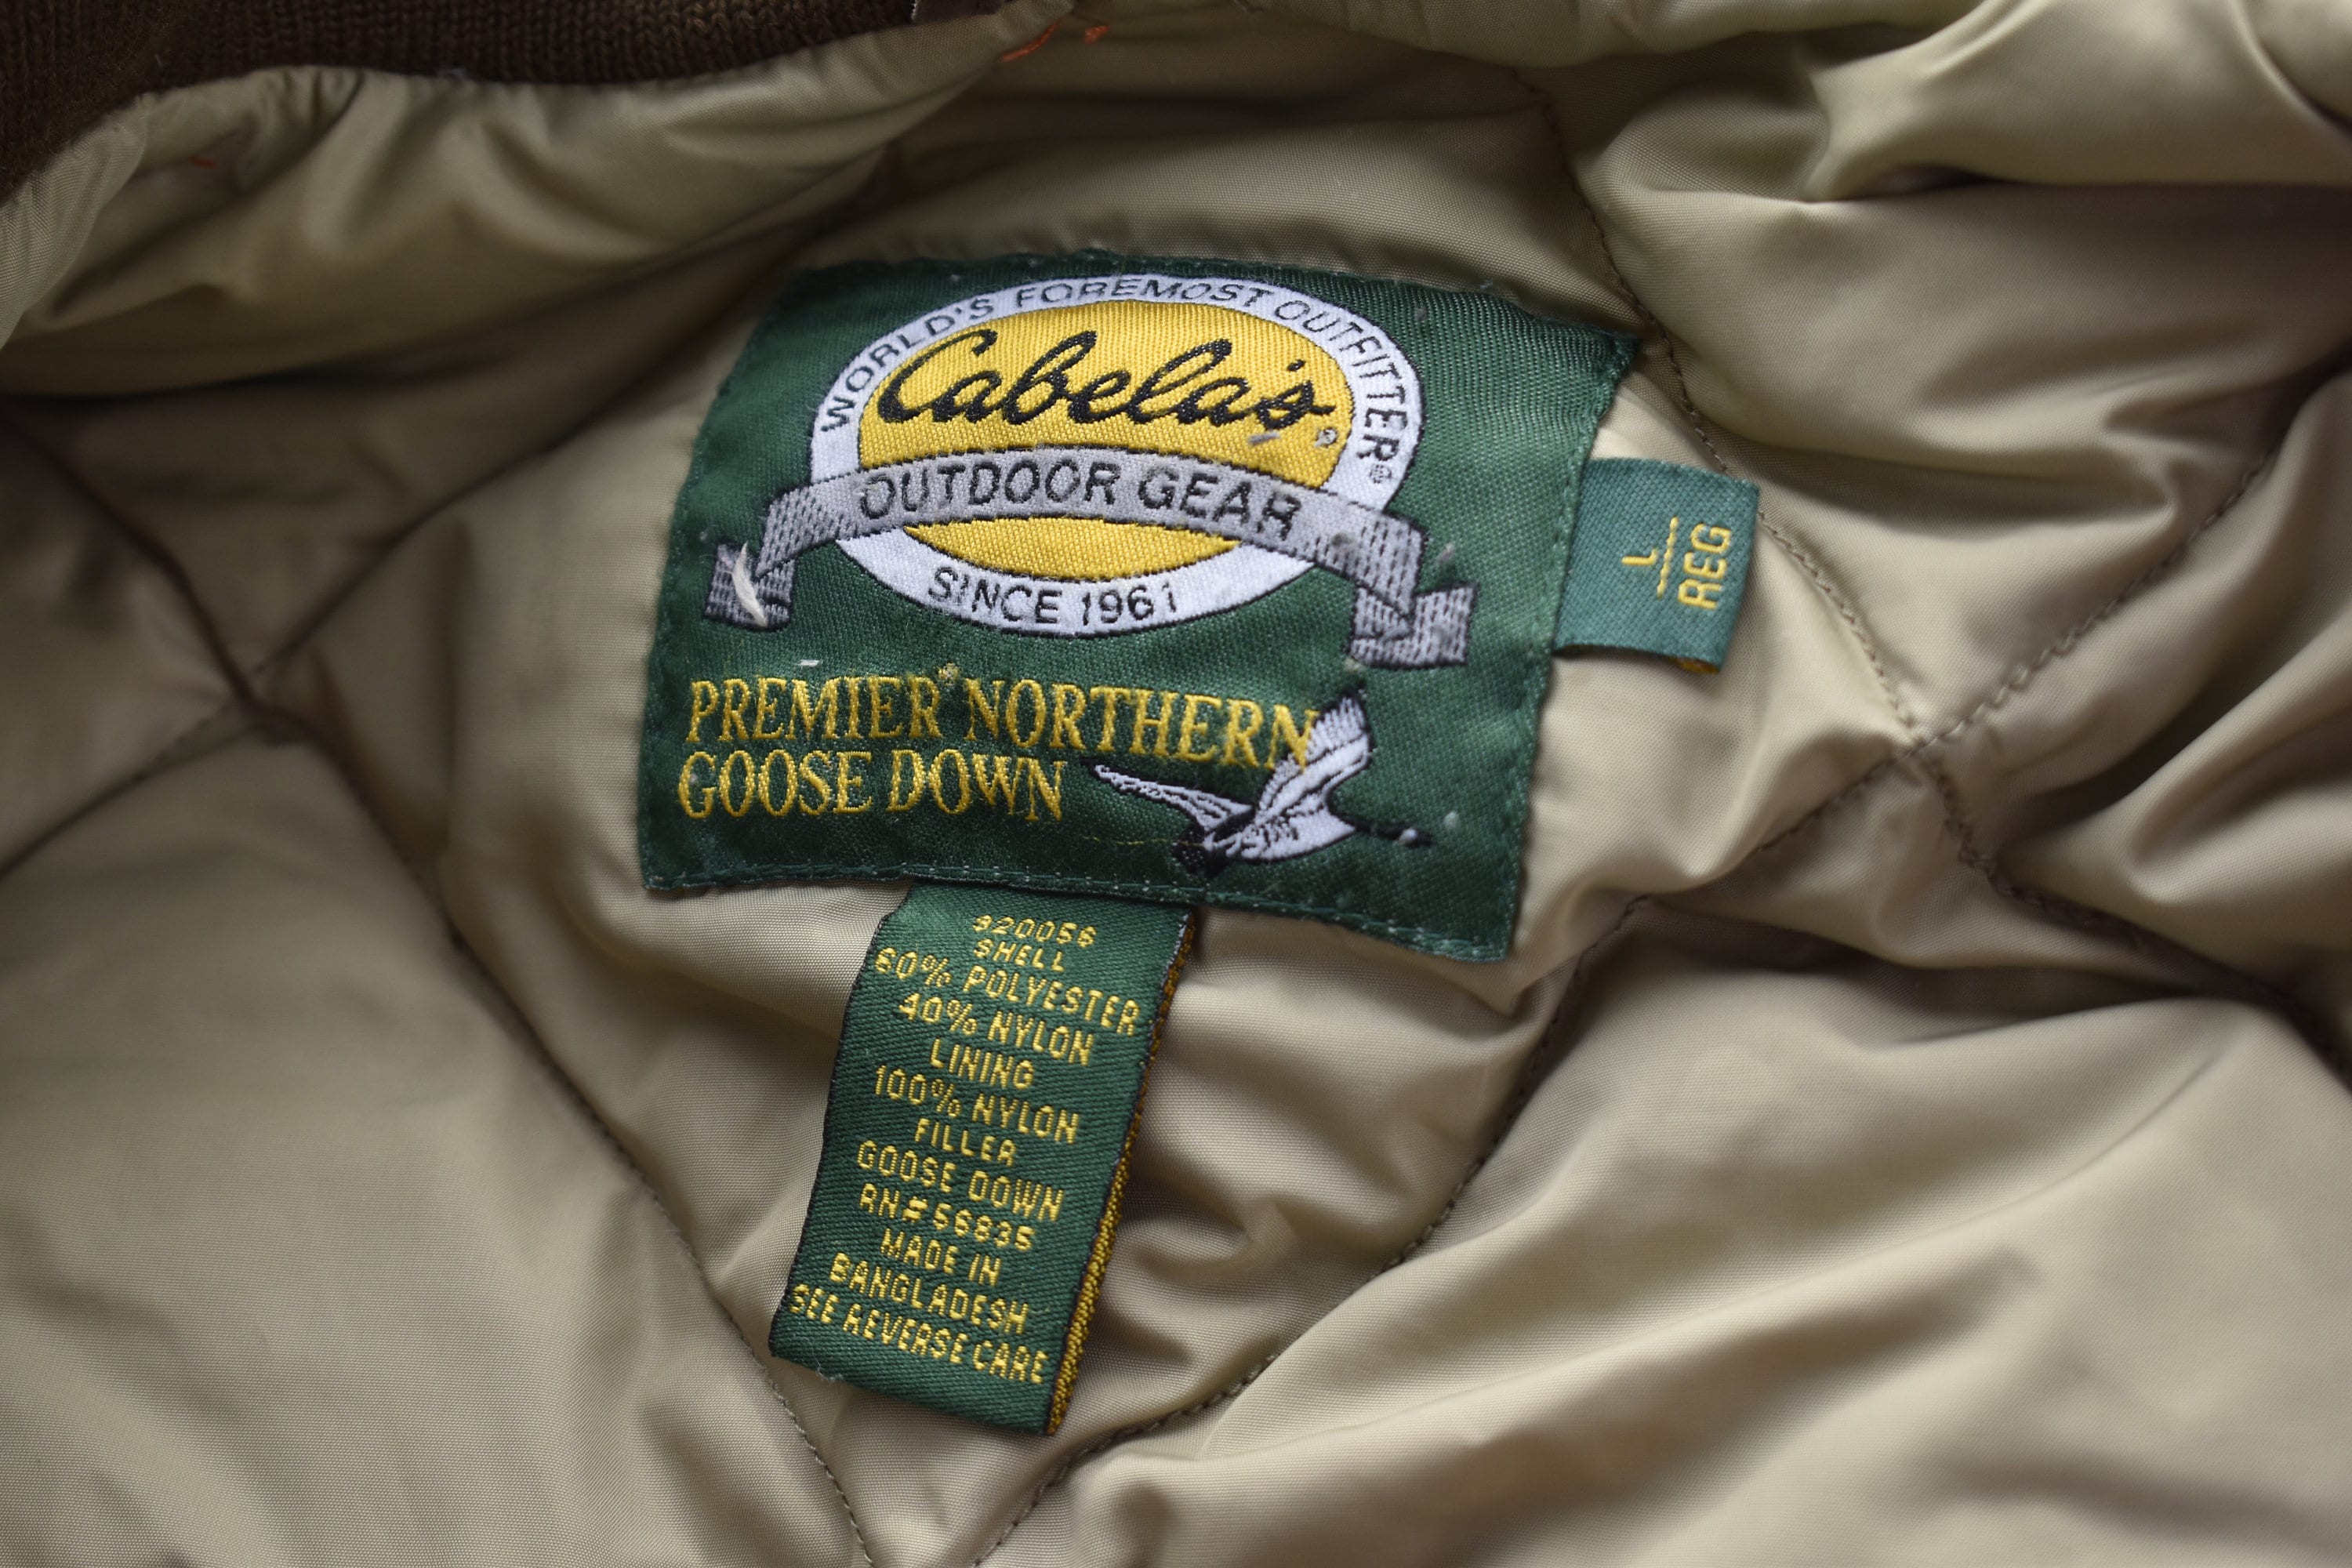 WORLD'S FOREMOST OUTFITTER®
Cabela's®
OUTDOOR GEAR
SINCE 1961
L
REG
PREMIER NORTHERN
GOOSE DOWN
920056
SHELL
60% POLYESTER
40% NYLON
LINING
100% NYLON
FILLER
GOOSE DOWN
RN#56835
MADE IN
BANGLADESH
SEE REVERSE CARE